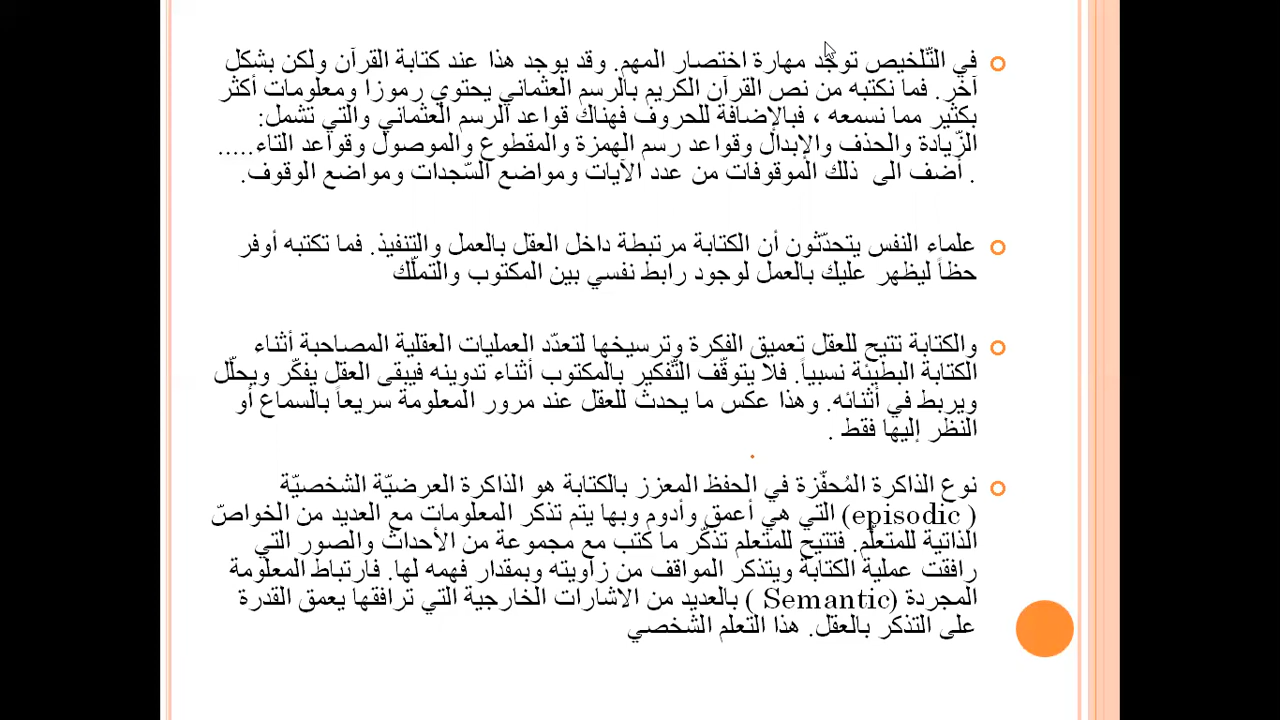 في التّلخيص توجد مهارة اختصار المهم. وقد يوجد هذا عند كتابة القرآن ولكن بشكل
آخر. فما نكتبه من نص القرآن الكريم بالرسم العثماني يحتوي رموزا ومعلومات أكثر
بكثير مما نسمعه ، فبالإضافة للحروف فهناك قواعد الرسم العثماني والتي تشمل:
الزّيادة والحذف والإبدال وقواعد رسم الهمزة والمقطوع والموصول وقواعد التاء.....
. أضف الى ذلك الموقوفات من عدد الآيات ومواضع السّجدات ومواضع الوقوف.
علماء النفس يتحدّثون أن الكتابة مرتبطة داخل العقل بالعمل والتنفيذ. فما تكتبه أوفر
حظاً ليظهر عليك بالعمل لوجود رابط نفسي بين المكتوب والتملّك
والكتابة تتيح للعقل تعميق الفكرة وترسيخها لتعدّد العمليات العقلية المصاحبة أثناء
الكتابة البطيئة نسبياً. فلا يتوقّف التّفكير بالمكتوب أثناء تدوينه فيبقى العقل يفكّر ويحلّل
ويربط في أثنائه. وهذا عكس ما يحدث للعقل عند مرور المعلومة سريعاً بالسماع أو
النظر إليها فقط .
نوع الذاكرة المُحفّزة في الحفظ المعزز بالكتابة هو الذاكرة العرضيّة الشخصيّة
( episodic) التي هي أعمق وأدوم وبها يتم تذكر المعلومات مع العديد من الخواصّ
الذاتية للمتعلّم. فتتيح للمتعلم تذكّر ما كتب مع مجموعة من الأحداث والصور التي
رافقت عملية الكتابة ويتذكر المواقف من زاويته وبمقدار فهمه لها. فارتباط المعلومة
المجردة (Semantic ) بالعديد من الاشارات الخارجية التي ترافقها يعمق القدرة
على التذكر بالعقل. هذا التعلم الشخصي